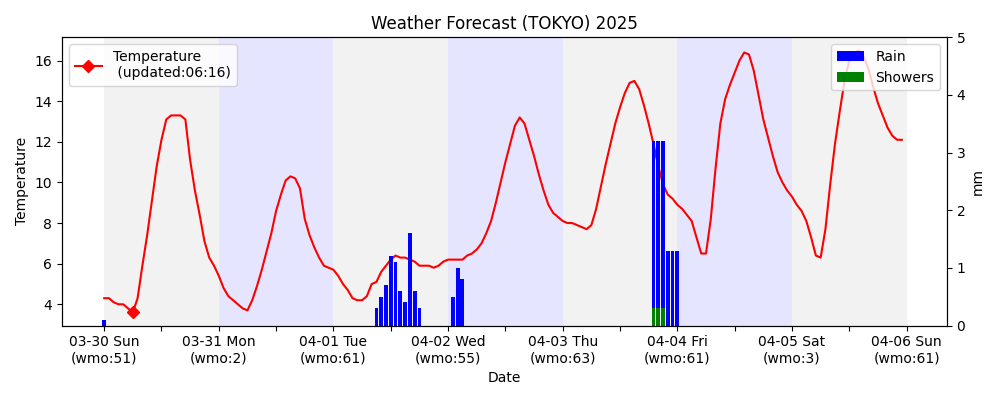 Weather Forecast (TOKYO) 2025
Temperature
(updated:06:16)
Rain
Showers
16
14
12
10
8
6
4
Temperature
5
4
3
2
1
0
mm
03-30 Sun
(wmo:51)
03-31 Mon
(wmo:2)
04-01 Tue
(wmo:61)
04-02 Wed
(wmo:55)
04-03 Thu
(wmo:63)
04-04 Fri
(wmo:61)
04-05 Sat
(wmo:3)
04-06 Sun
(wmo:61)
Date